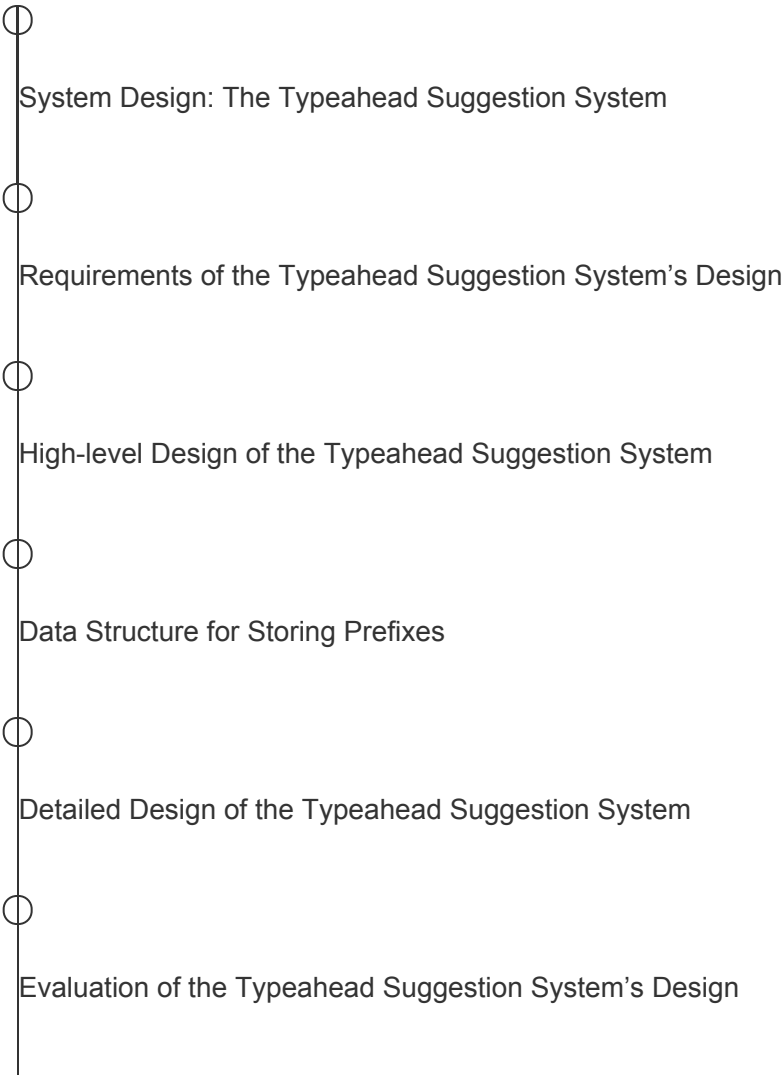 System Design: The Typeahead Suggestion System
Requirements of the Typeahead Suggestion System’s Design
High-level Design of the Typeahead Suggestion System
Data Structure for Storing Prefixes
Detailed Design of the Typeahead Suggestion System
Evaluation of the Typeahead Suggestion System’s Design